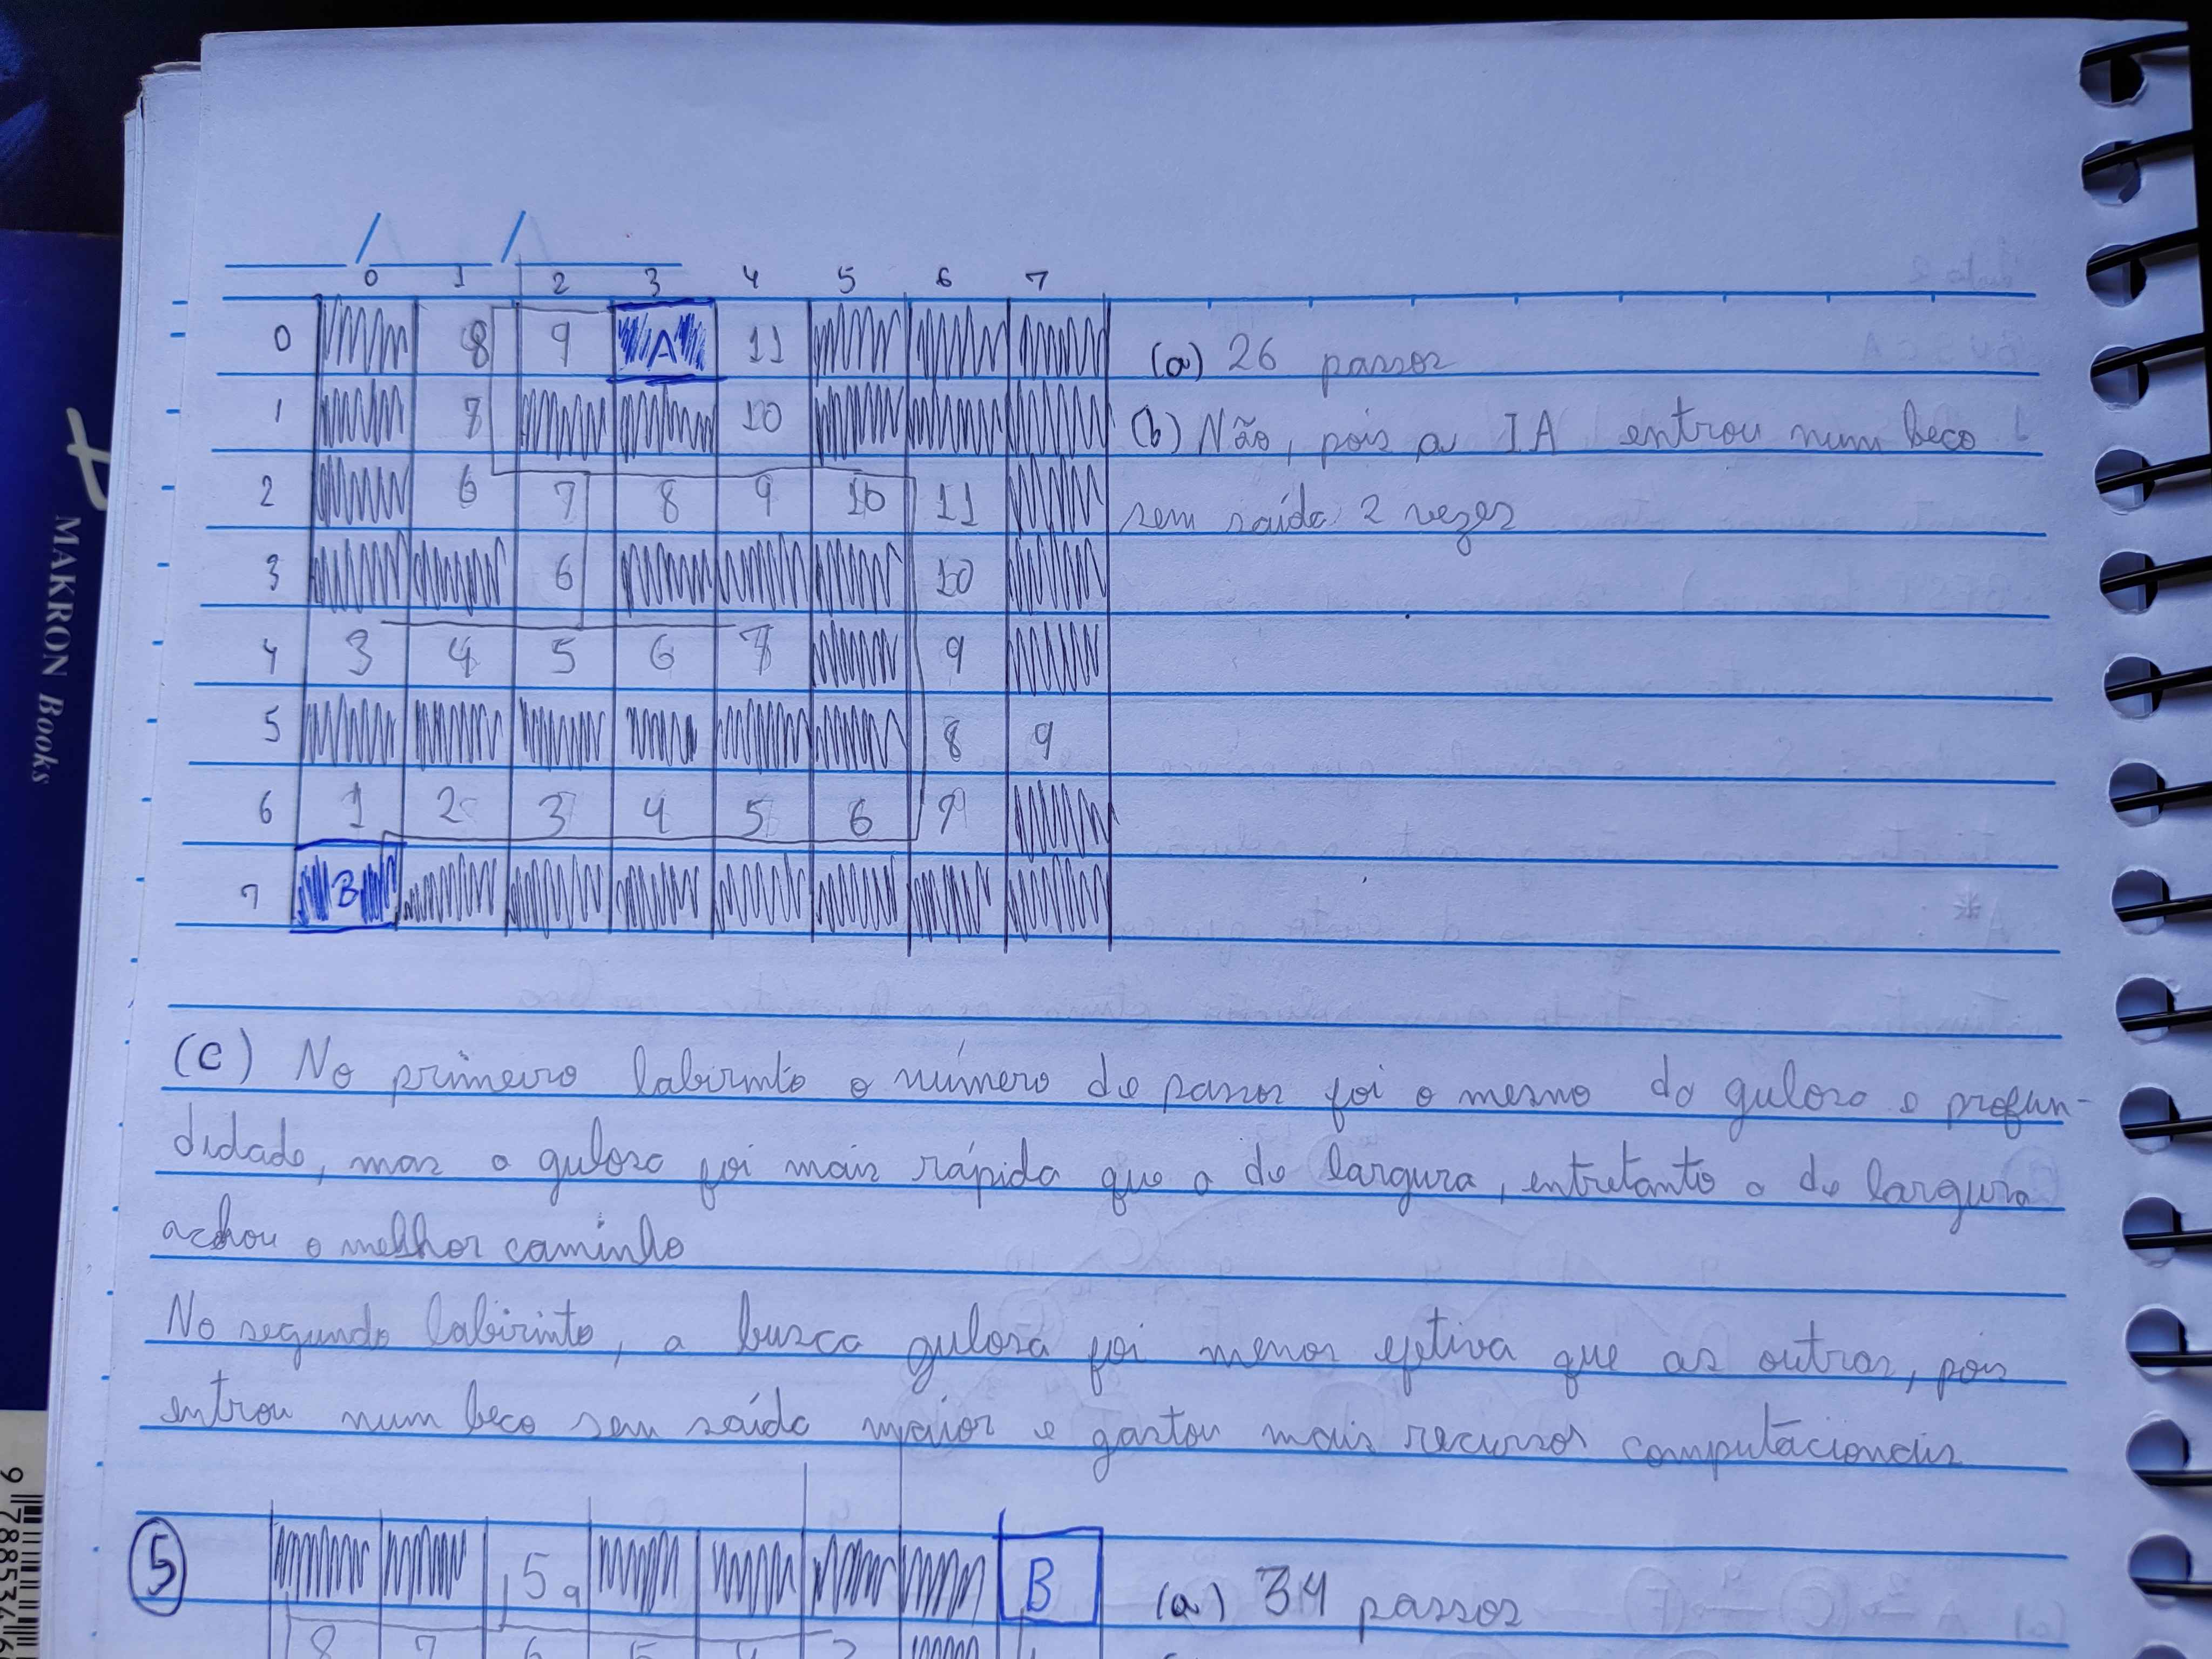 0 1 2 3 4 5 6 7
0 8 9 A 11
(a) 26 passos
1 7 10
(b) Não, pois a IA entrou num beco
2 6 7 8 9 10 11
sem saída 2 vezes
3 6 10
4 3 4 5 6 7 9
5 8 9
6 1 2 3 4 5 6 7
7 B
(c) No primeiro labirinto o número de passos foi o mesmo do gulosa e profun-
didade, mas a gulosa foi mais rápida que a de largura, entretanto a de largura
achou o melhor caminho
No segundo labirinto, a busca gulosa foi menos efetiva que as outras, pois
entrou num beco sem saída maior e gastou mais recursos computacionais
5
5 B
(a) 34 passos
8 7 6 5 4
MAKRON Books